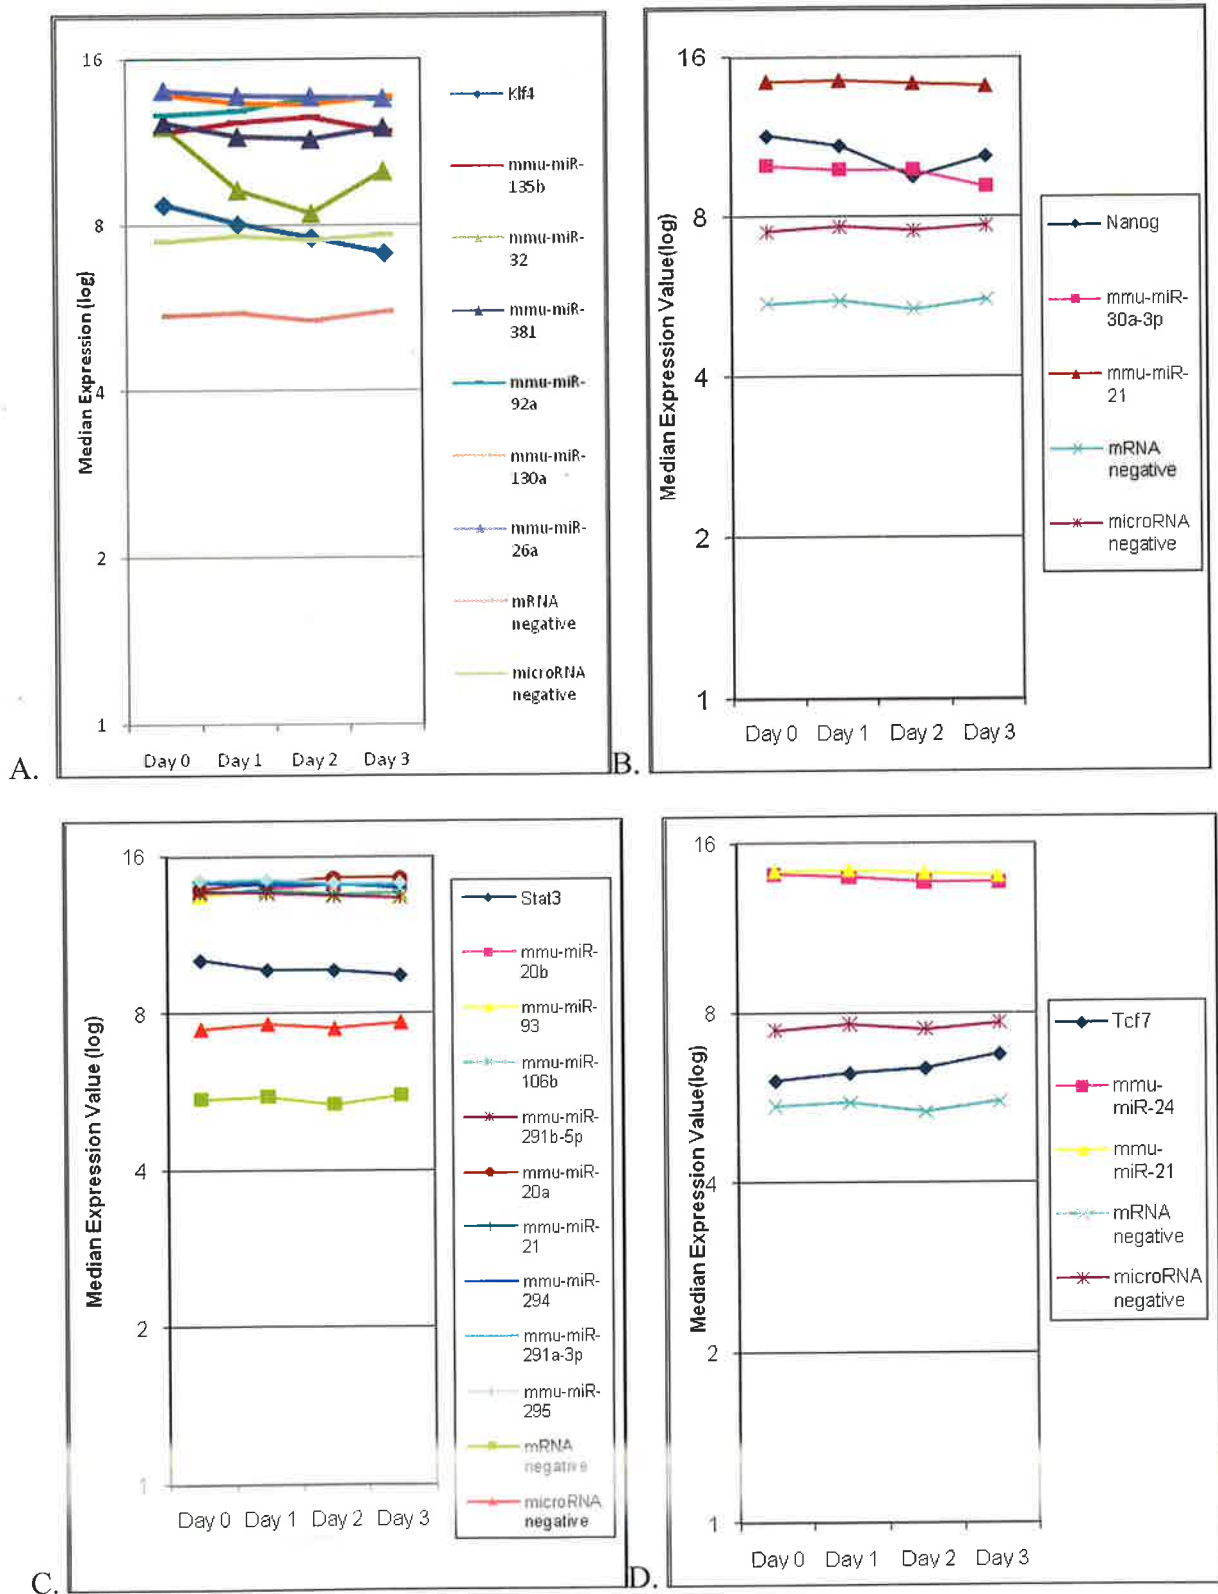 16
8
4
2
1
Median Expression (log)
Day 0 Day 1 Day 2 Day 3
Klf4
mmu-miR-
135b
mmu-miR-
32
mmu-miR-
381
mmu-miR-
92a
mmu-miR-
130a
mmu-miR-
26a
mRNA
negative
microRNA
negative
A.
16
8
4
2
1
Median Expression Value(log)
Day 0 Day 1 Day 2 Day 3
Nanog
mmu-miR-
30a-3p
mmu-miR-
21
mRNA
negative
microRNA
negative
B.
16
8
4
2
1
Median Expression Value (log)
Day 0 Day 1 Day 2 Day 3
Stat3
mmu-miR-
20b
mmu-miR-
93
mmu-miR-
106b
mmu-miR-
291b-5p
mmu-miR-
20a
mmu-miR-
21
mmu-miR-
294
mmu-miR-
291a-3p
mmu-miR-
295
mRNA
negative
microRNA
negative
C.
16
8
4
2
1
Median Expression Value(log)
Day 0 Day 1 Day 2 Day 3
Tcf7
mmu-
miR-24
mmu-
miR-21
mRNA
negative
microRNA
negative
D.